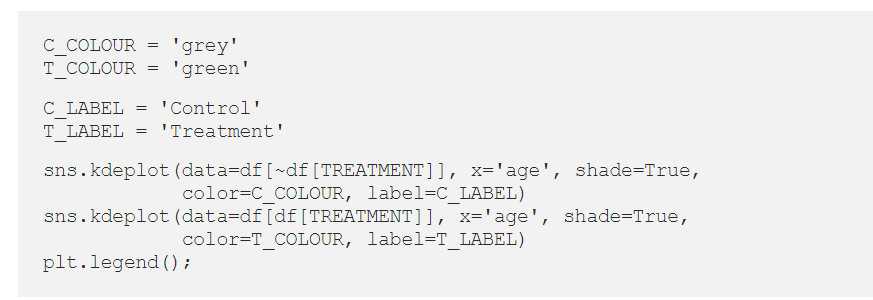 C_COLOUR = 'grey'
T_COLOUR = 'green'
C_LABEL = 'Control'
T_LABEL = 'Treatment'
sns.kdeplot(data=df[~df[TREATMENT]], x='age', shade=True,
            color=C_COLOUR, label=C_LABEL)
sns.kdeplot(data=df[df[TREATMENT]], x='age', shade=True,
            color=T_COLOUR, label=T_LABEL)
plt.legend();